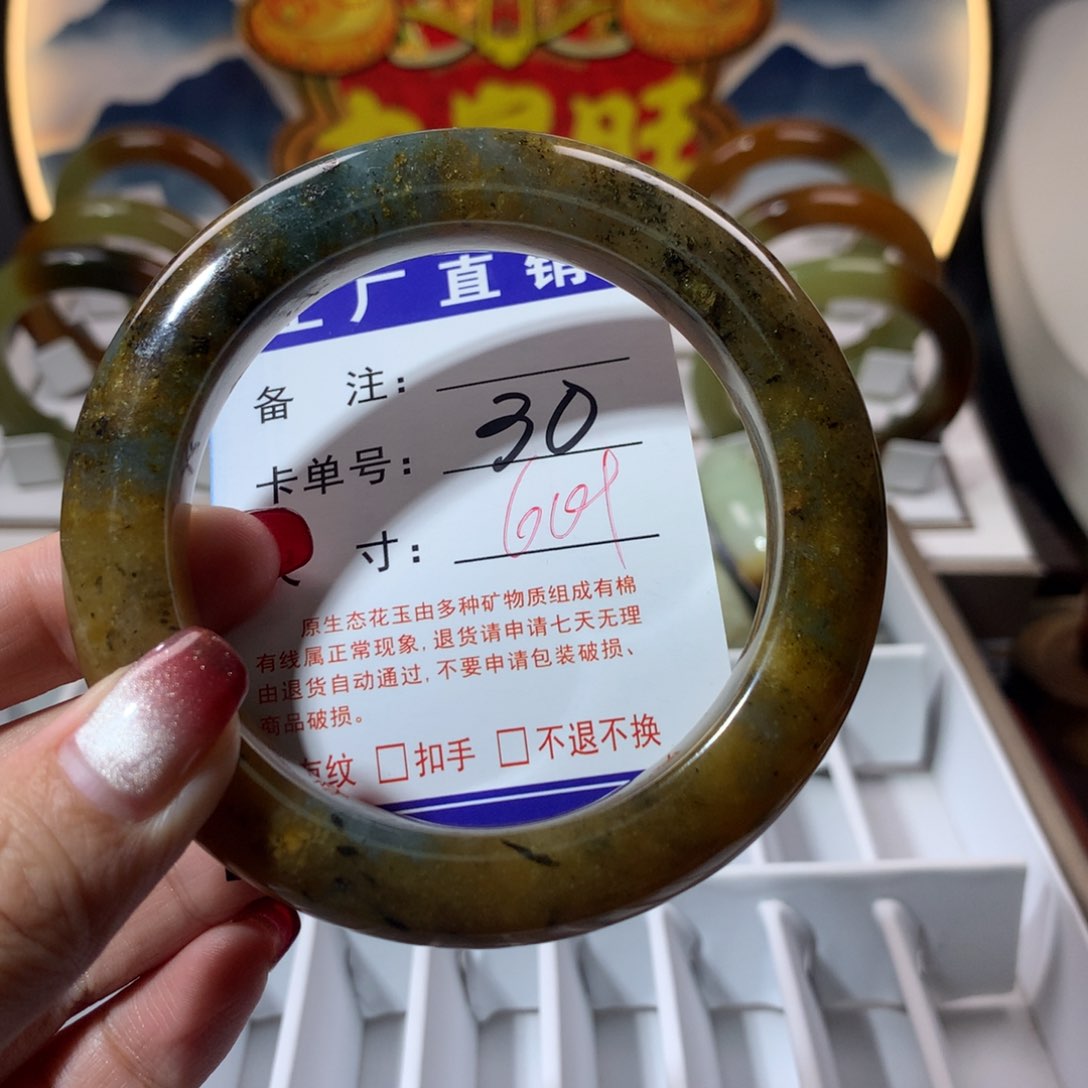 旺
厂直销
备 注：
卡单号：30
寸：
原生态花玉由多种矿物质组成有棉
有线属正常现象，退货请申请七天无理
由退货自动通过，不要申请包装破损、
商品破损。
纹 □扣手 □不退不换